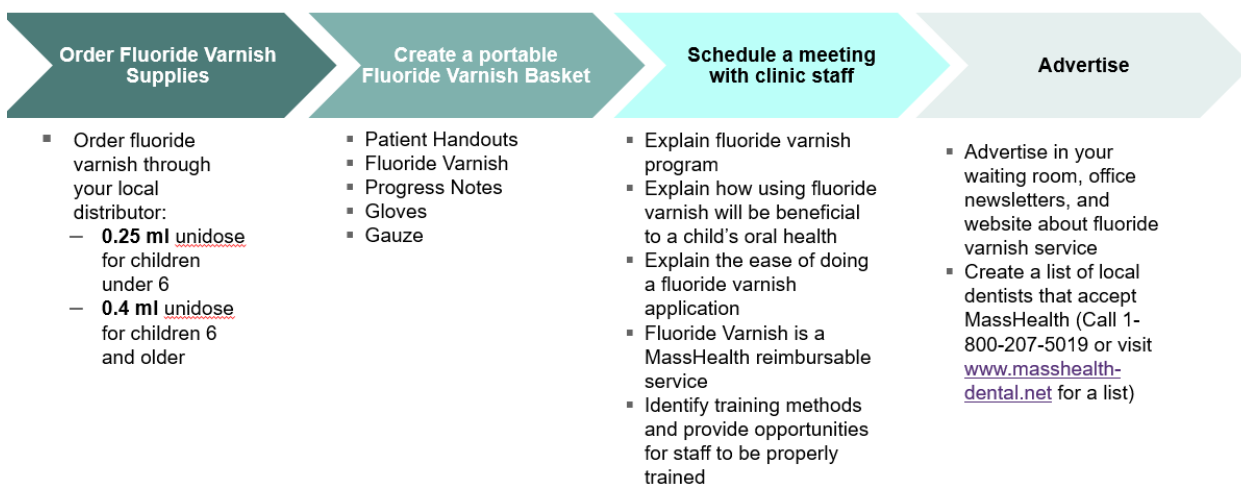 Order Fluoride Varnish
Supplies
▪ Order fluoride
varnish through
your local
distributor:
– 0.25 ml unidose
for children
under 6
– 0.4 ml unidose
for children 6
and older
Create a portable
Fluoride Varnish Basket
▪ Patient Handouts
▪ Fluoride Varnish
▪ Progress Notes
▪ Gloves
▪ Gauze
Schedule a meeting
with clinic staff
▪ Explain fluoride varnish
program
▪ Explain how using fluoride
varnish will be beneficial
to a child's oral health
▪ Explain the ease of doing
a fluoride varnish
application
▪ Fluoride Varnish is a
MassHealth reimbursable
service
▪ Identify training methods
and provide opportunities
for staff to be properly
trained
Advertise
▪ Advertise in your
waiting room, office
newsletters, and
website about fluoride
varnish service
▪ Create a list of local
dentists that accept
MassHealth (Call 1-
800-207-5019 or visit
www.masshealth-
dental.net for a list)